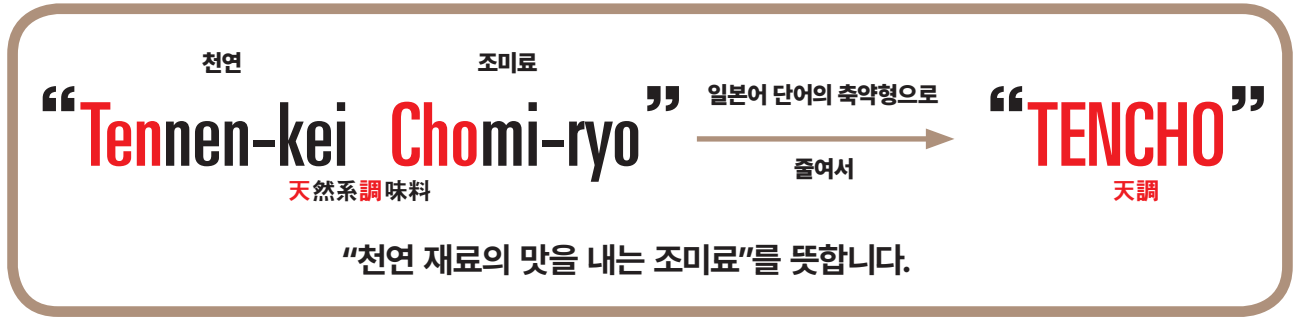 천연 조미료
“Tennen-kei Chomi-ryo”
天然系調味料
일본어 단어의 축약형으로
줄여서
“TENCHO”
天調
“천연 재료의 맛을 내는 조미료”를 뜻합니다.